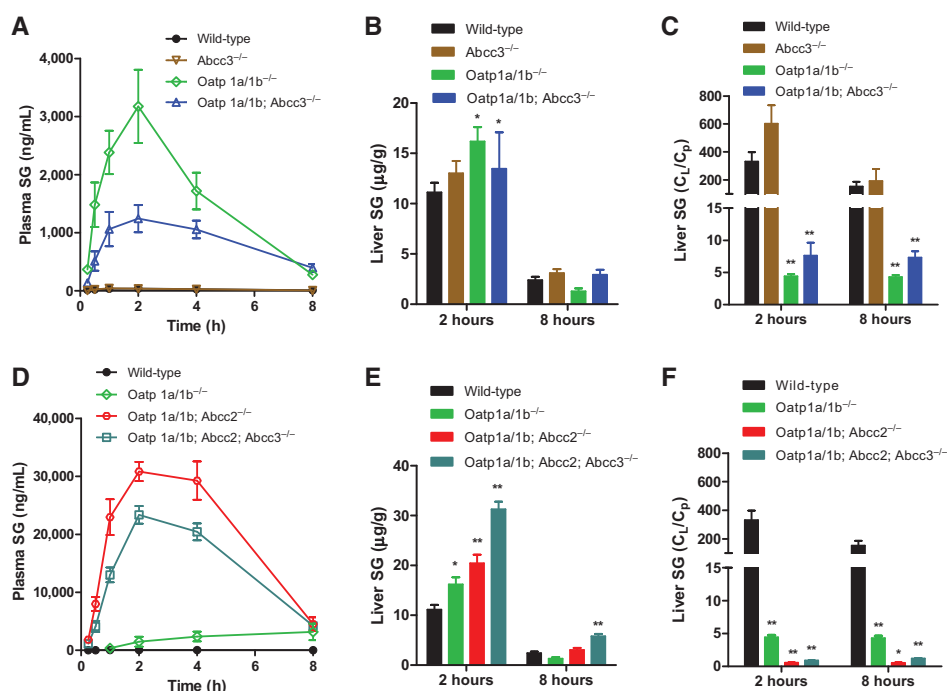 A
Wild-type
Abcc3⁻/⁻
Oatp 1a/1b⁻/⁻
Oatp 1a/1b; Abcc3⁻/⁻
Plasma SG (ng/mL)
4,000
3,000
2,000
1,000
0
0 2 4 6 8
Time (h)
B
Wild-type
Abcc3⁻/⁻
Oatp1a/1b⁻/⁻
Oatp1a/1b; Abcc3⁻/⁻
Liver SG (µg/g)
20
15
10
5
0
* *
2 hours 8 hours
C
Wild-type
Abcc3⁻/⁻
Oatp1a/1b⁻/⁻
Oatp1a/1b; Abcc3⁻/⁻
Liver SG (C_L/C_p)
800
600
400
200
15
10
5
0
** ** ** **
2 hours 8 hours
D
Wild-type
Oatp 1a/1b⁻/⁻
Oatp 1a/1b; Abcc2⁻/⁻
Oatp 1a/1b; Abcc2; Abcc3⁻/⁻
Plasma SG (ng/mL)
40,000
30,000
20,000
10,000
0
0 2 4 6 8
Time (h)
E
Wild-type
Oatp1a/1b⁻/⁻
Oatp1a/1b; Abcc2⁻/⁻
Oatp1a/1b; Abcc2; Abcc3⁻/⁻
Liver SG (µg/g)
40
30
20
10
0
* ** ** **
2 hours 8 hours
F
Wild-type
Oatp1a/1b⁻/⁻
Oatp1a/1b; Abcc2⁻/⁻
Oatp1a/1b; Abcc2; Abcc3⁻/⁻
Liver SG (C_L/C_p)
800
600
400
200
15
10
5
0
** ** ** ** * **
2 hours 8 hours